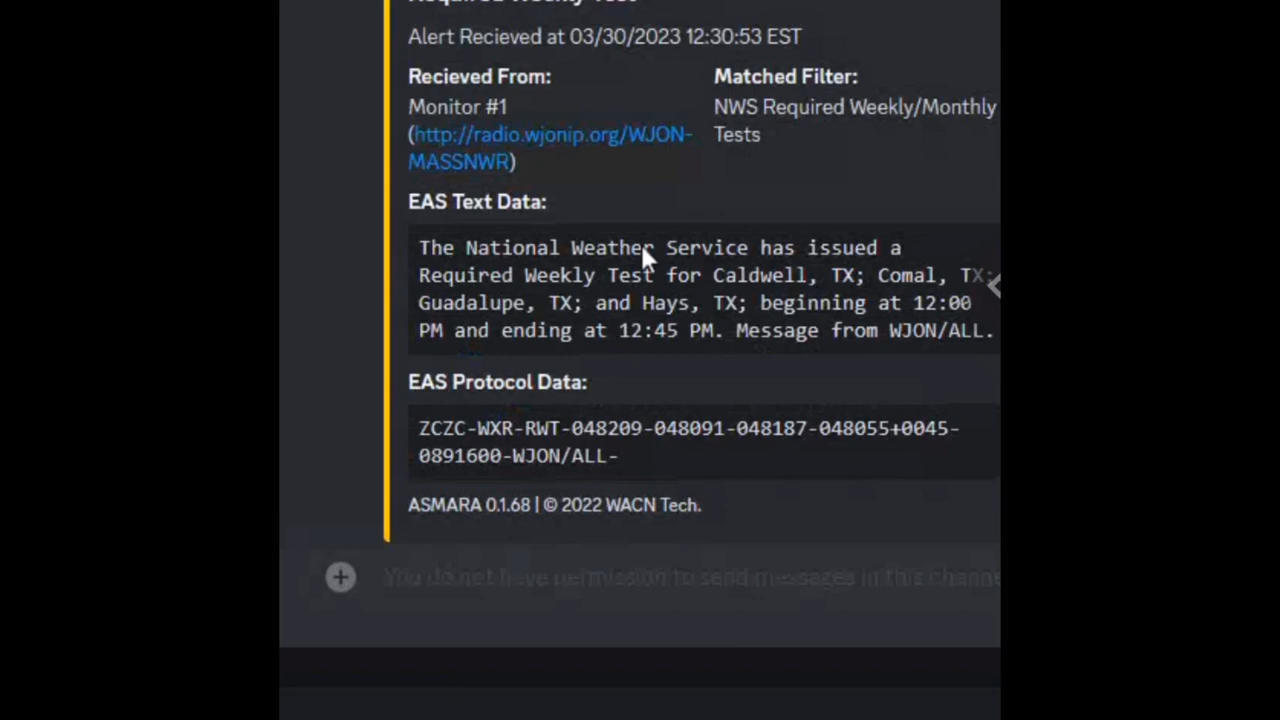 Required Weekly Test
Alert Recieved at 03/30/2023 12:30:53 EST
Recieved From:
Monitor #1
(http://radio.wjonip.org/WJON-
MASSNWR)
Matched Filter:
NWS Required Weekly/Monthly
Tests
EAS Text Data:
The National Weather Service has issued a
Required Weekly Test for Caldwell, TX; Comal, TX;
Guadalupe, TX; and Hays, TX; beginning at 12:00
PM and ending at 12:45 PM. Message from WJON/ALL.
EAS Protocol Data:
ZCZC-WXR-RWT-048209-048091-048187-048055+0045-
0891600-WJON/ALL-
ASMARA 0.1.68 | © 2022 WACN Tech.
You do not have permission to send messages in this channe